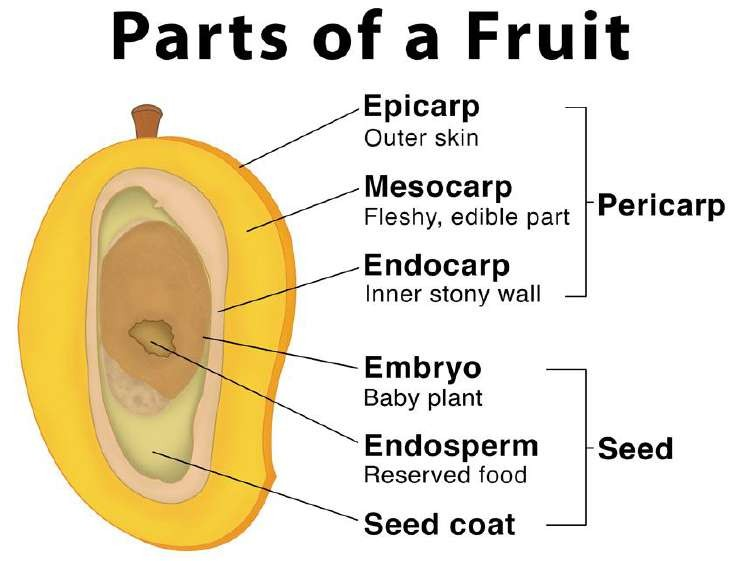 Parts of a Fruit
Epicarp
Outer skin
Mesocarp
Fleshy, edible part
Endocarp
Inner stony wall
Pericarp
Embryo
Baby plant
Endosperm
Reserved food
Seed coat
Seed